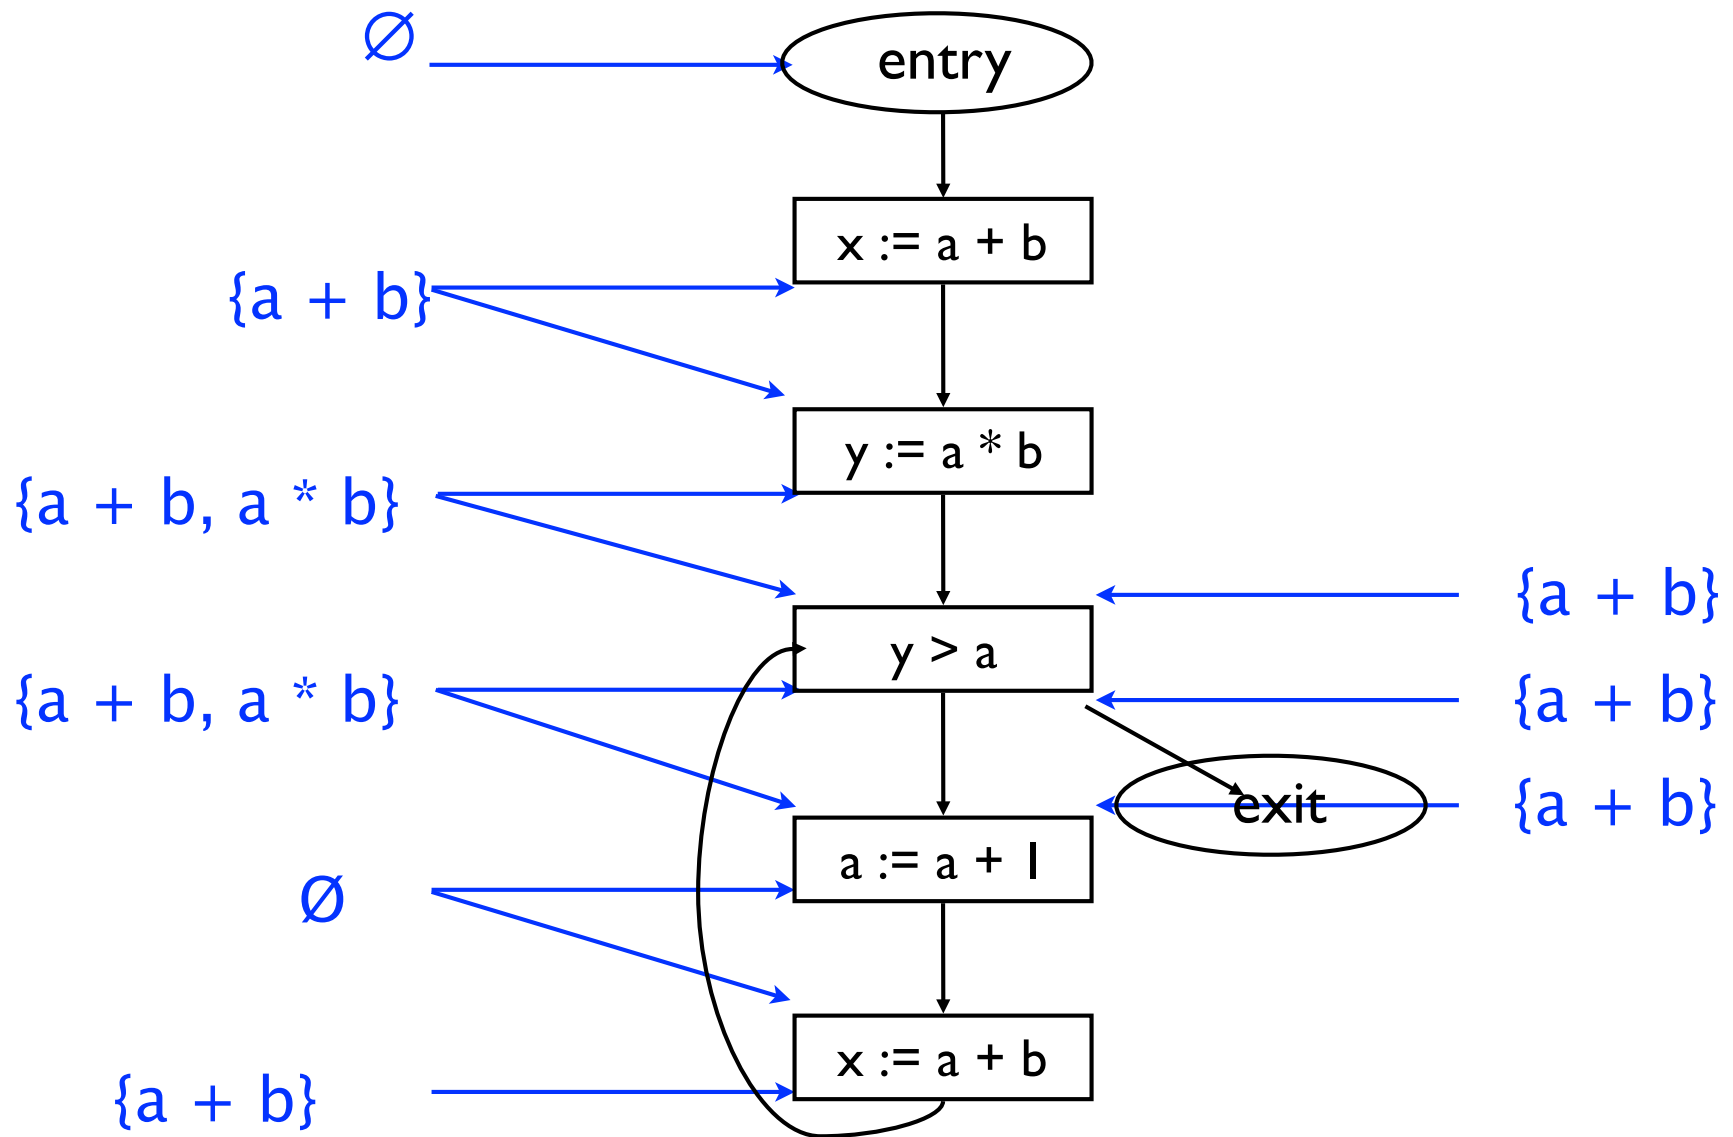 ∅
entry
x := a + b
{a + b}
y := a * b
{a + b, a * b}
{a + b}
y > a
{a + b, a * b}
{a + b}
exit
{a + b}
a := a + 1
Ø
x := a + b
{a + b}